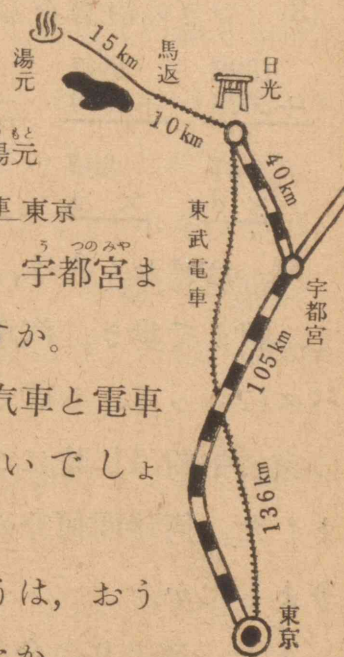 15km
馬返
湯元
日光
10km
40km
東武電車
宇都宮
105km
136km
東京
もと
湯元
東京
うつのみや
宇都宮ま
か。
汽車と電車
いでしょ
は,おう
か